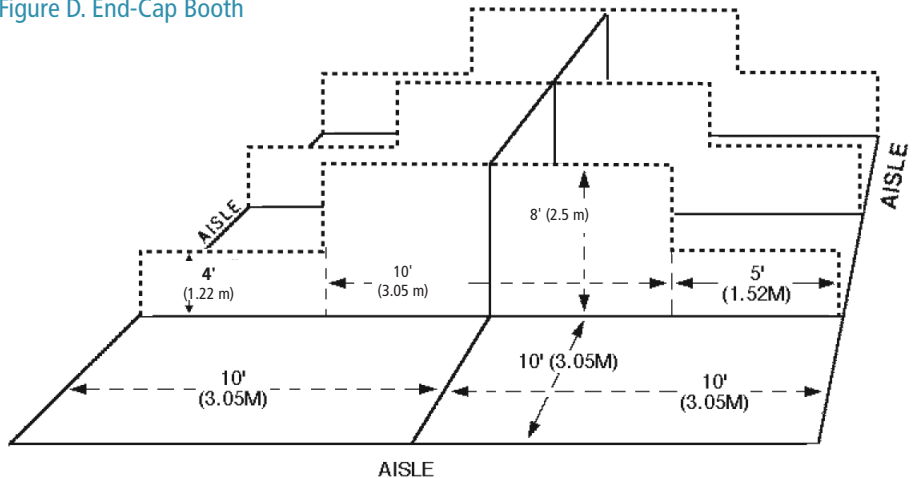 Figure D. End-Cap Booth
AISLE
AISLE
8' (2.5 m)
4'
(1.22 m)
10'
(3.05 m)
5'
(1.52M)
10' (3.05M)
10'
(3.05M)
10'
(3.05M)
AISLE